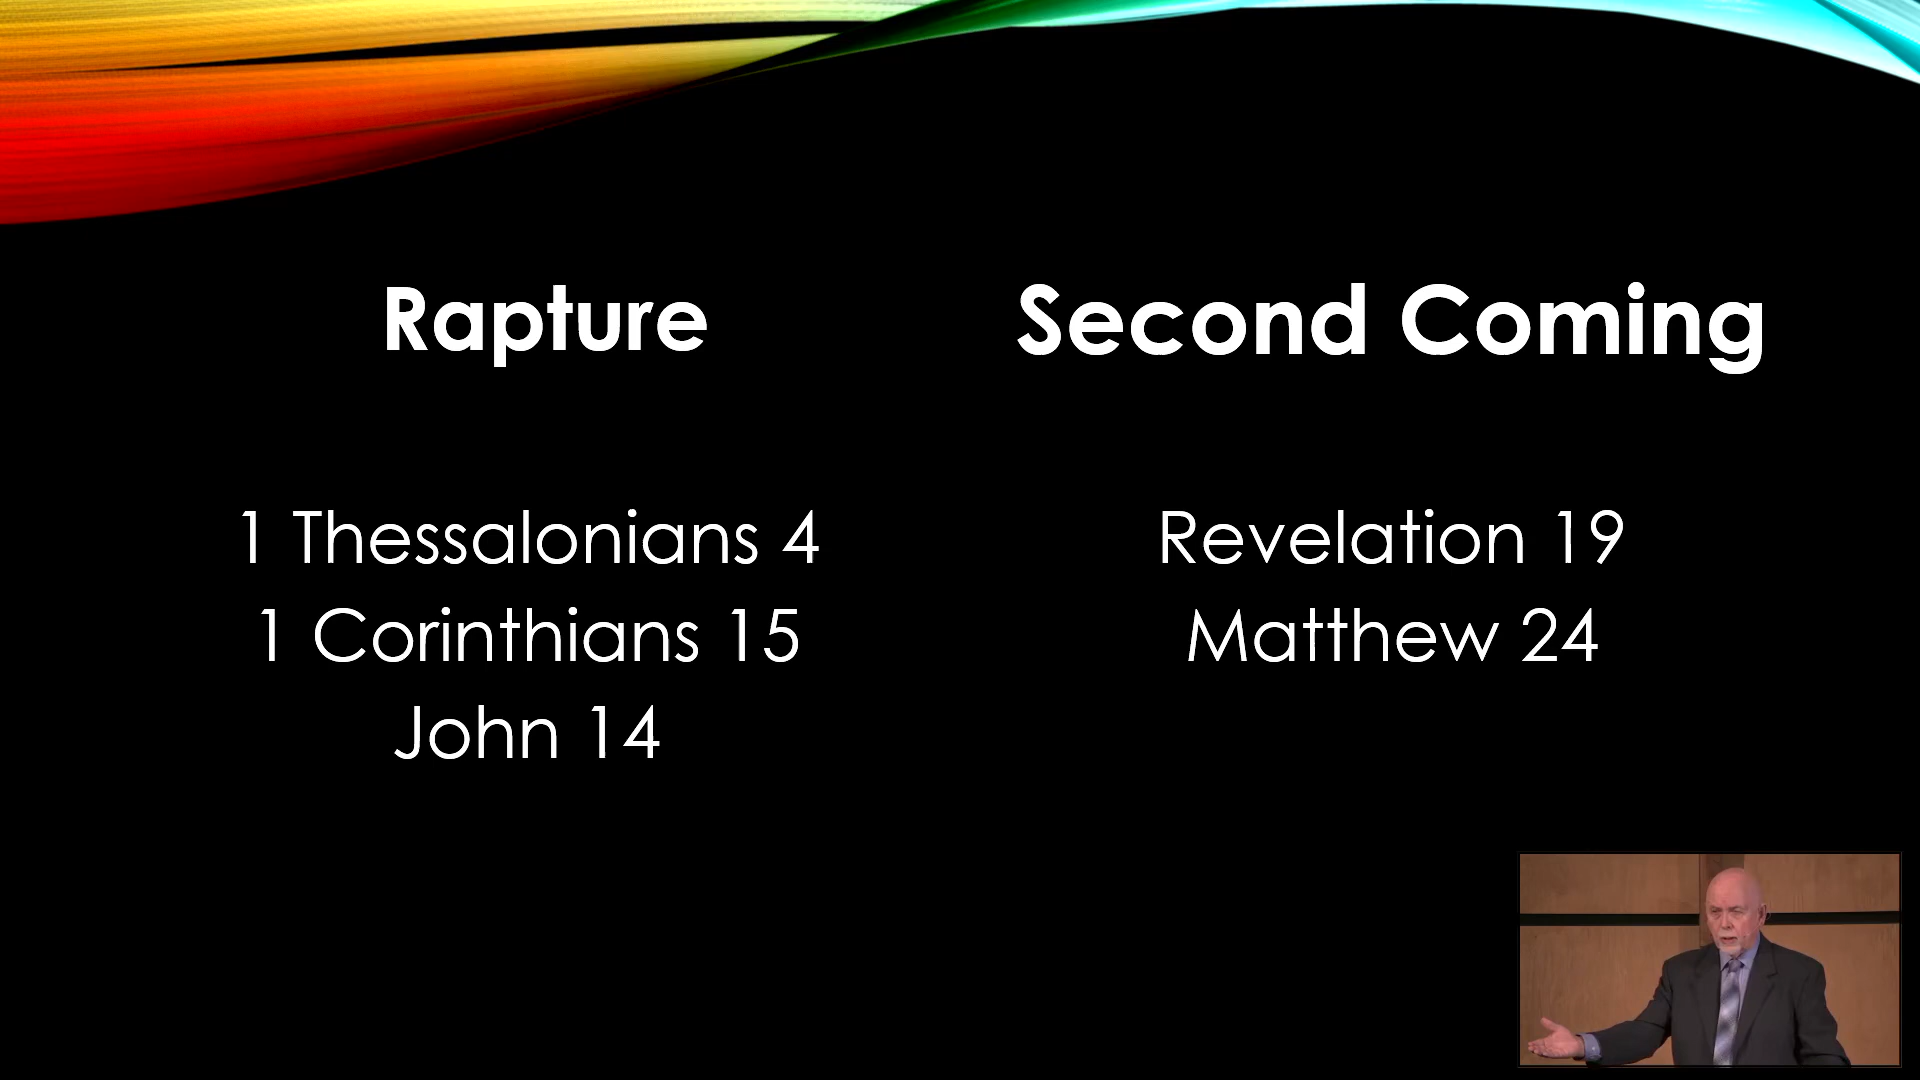 Rapture
Second Coming
1 Thessalonians 4
1 Corinthians 15
John 14
Revelation 19
Matthew 24